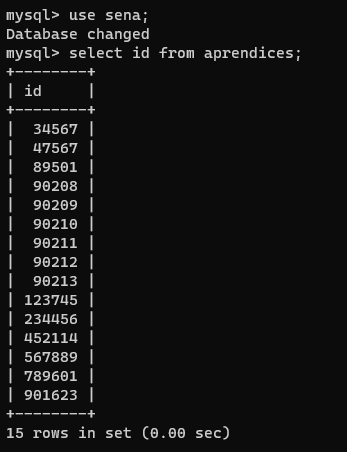 mysql> use sena;
Database changed
mysql> select id from aprendices;
+--------+
| id     |
+--------+
|  34567 |
|  47567 |
|  89501 |
|  90208 |
|  90209 |
|  90210 |
|  90211 |
|  90212 |
|  90213 |
| 123745 |
| 234456 |
| 452114 |
| 567889 |
| 789601 |
| 901623 |
+--------+
15 rows in set (0.00 sec)